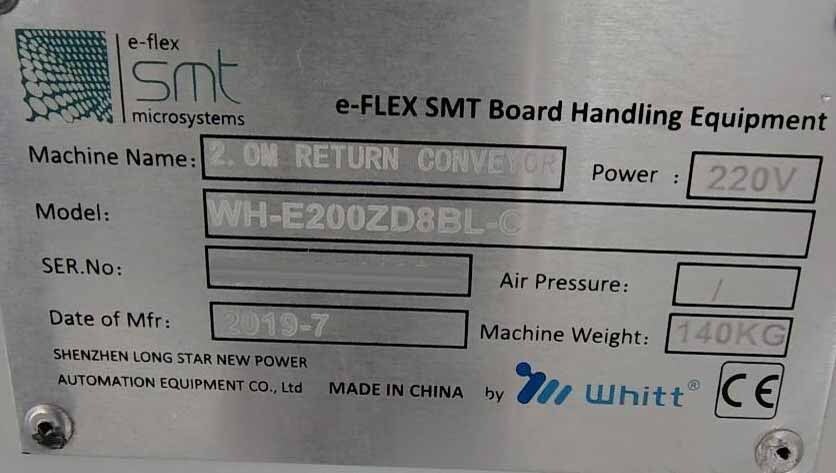 e-flex
smt
microsystems
e-FLEX SMT Board Handling Equipment
Machine Name: 2.0M RETURN CONVEYOR
Power : 220V
Model: WH-E200ZD8BL-C
SER.No:
Air Pressure: /
Date of Mfr: 2019-7
Machine Weight: 140KG
SHENZHEN LONG STAR NEW POWER
AUTOMATION EQUIPMENT CO., Ltd MADE IN CHINA by Whitt® CE